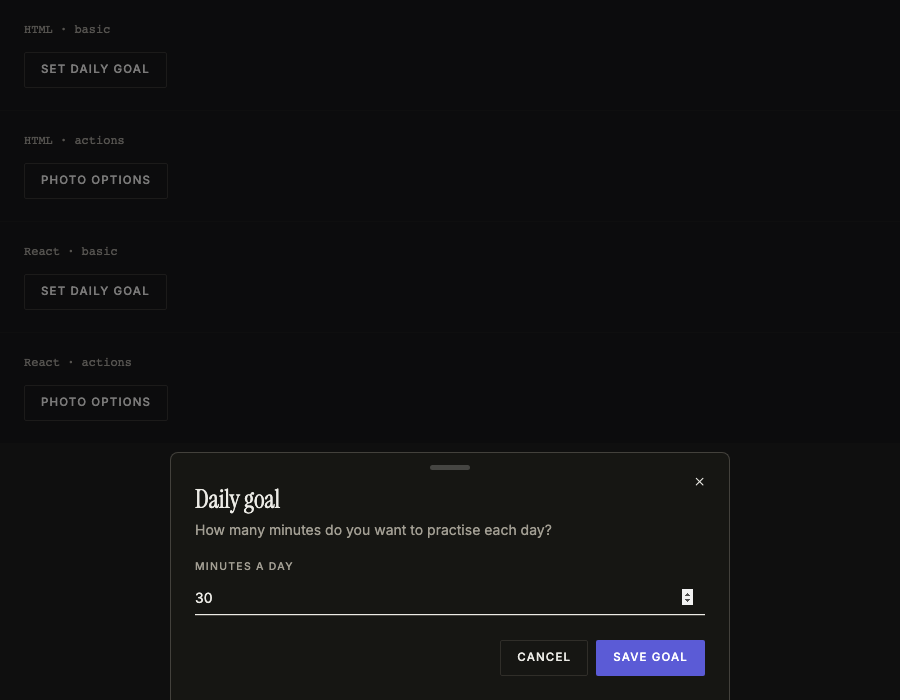 HTML · basic
SET DAILY GOAL
HTML · actions
PHOTO OPTIONS
React · basic
SET DAILY GOAL
React · actions
PHOTO OPTIONS
×
Daily goal
How many minutes do you want to practise each day?
MINUTES A DAY
30
CANCEL
SAVE GOAL